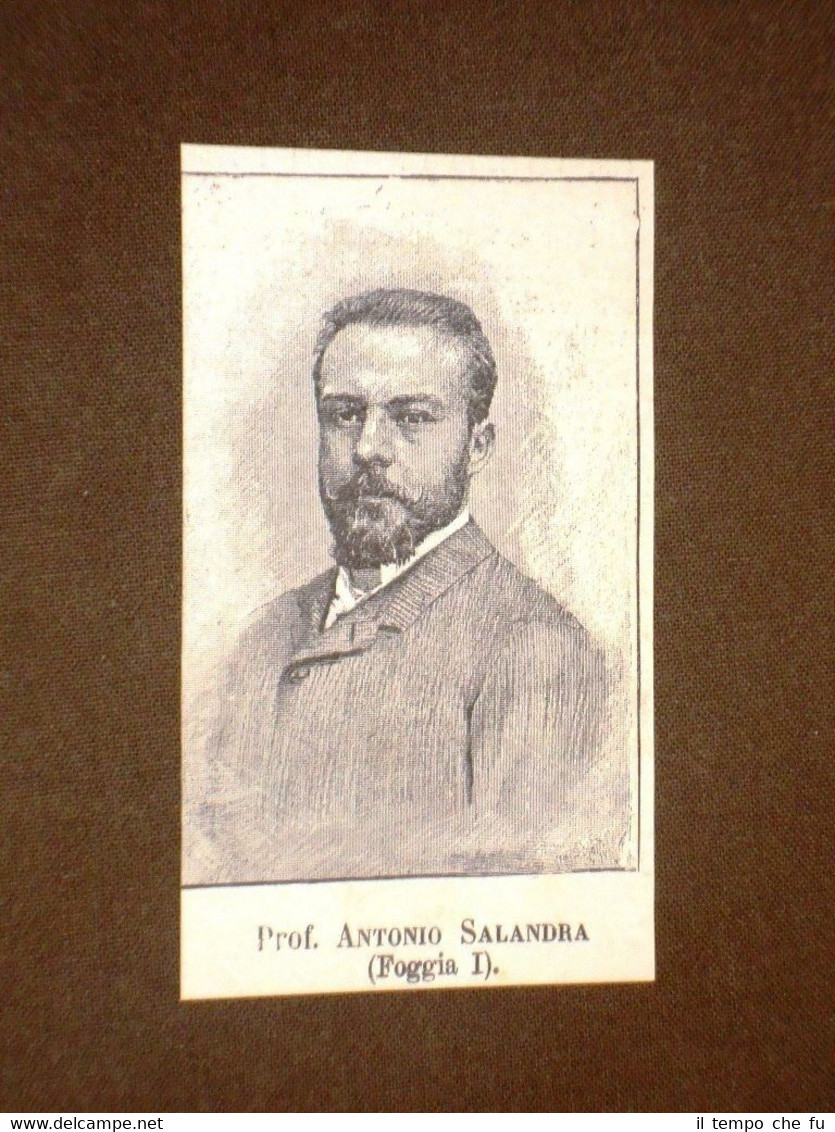 Prof. ANTONIO SALANDRA
(Foggia I).
www.delcampe.net
il tempo che fu